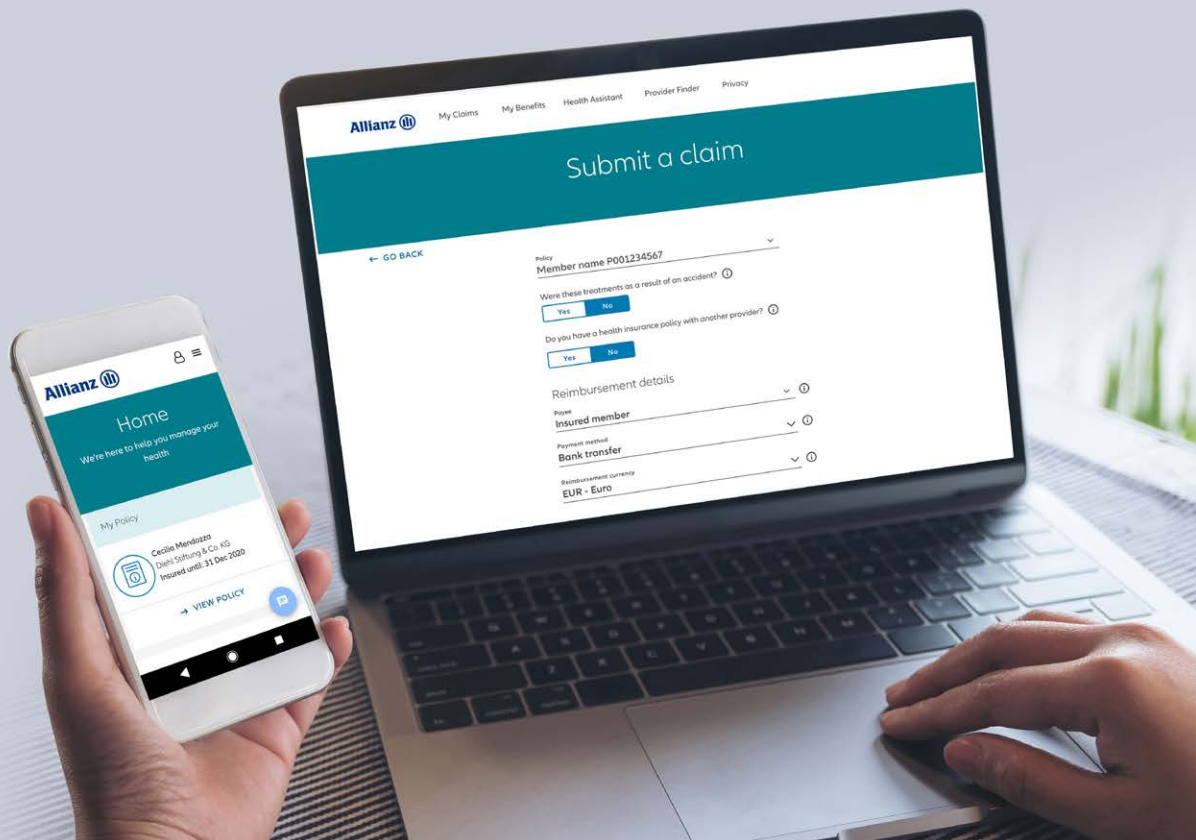 Allianz
My Claims
My Benefits
Health Assistant
Provider Finder
Privacy
Submit a claim
← GO BACK
Policy
Member name P001234567
Were these treatments as a result of an accident?
Yes No
Do you have a health insurance policy with another provider?
Yes No
Reimbursement details
Payee
Insured member
Payment method
Bank transfer
Reimbursement currency
EUR - Euro
Allianz
Home
We're here to help you manage your
health
My Policy
Cecilia Mendozza
Diehl Stiftung & Co. KG
Insured until: 31 Dec 2020
→ VIEW POLICY